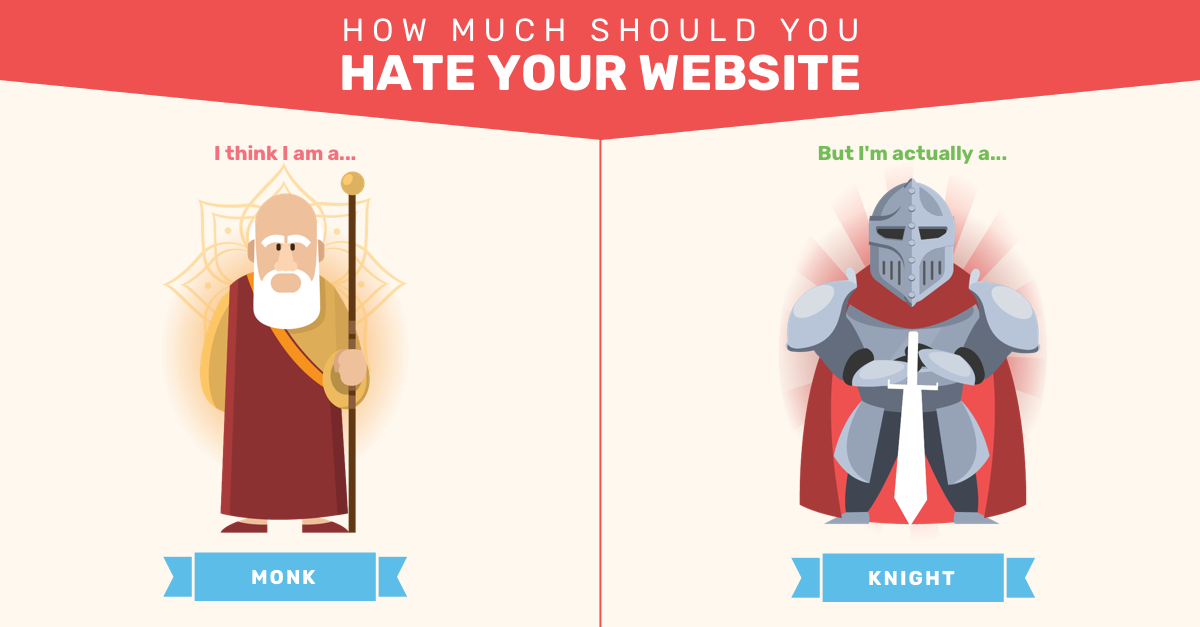 HOW MUCH SHOULD YOU
HATE YOUR WEBSITE
I think I am a...
MONK
But I'm actually a...
KNIGHT